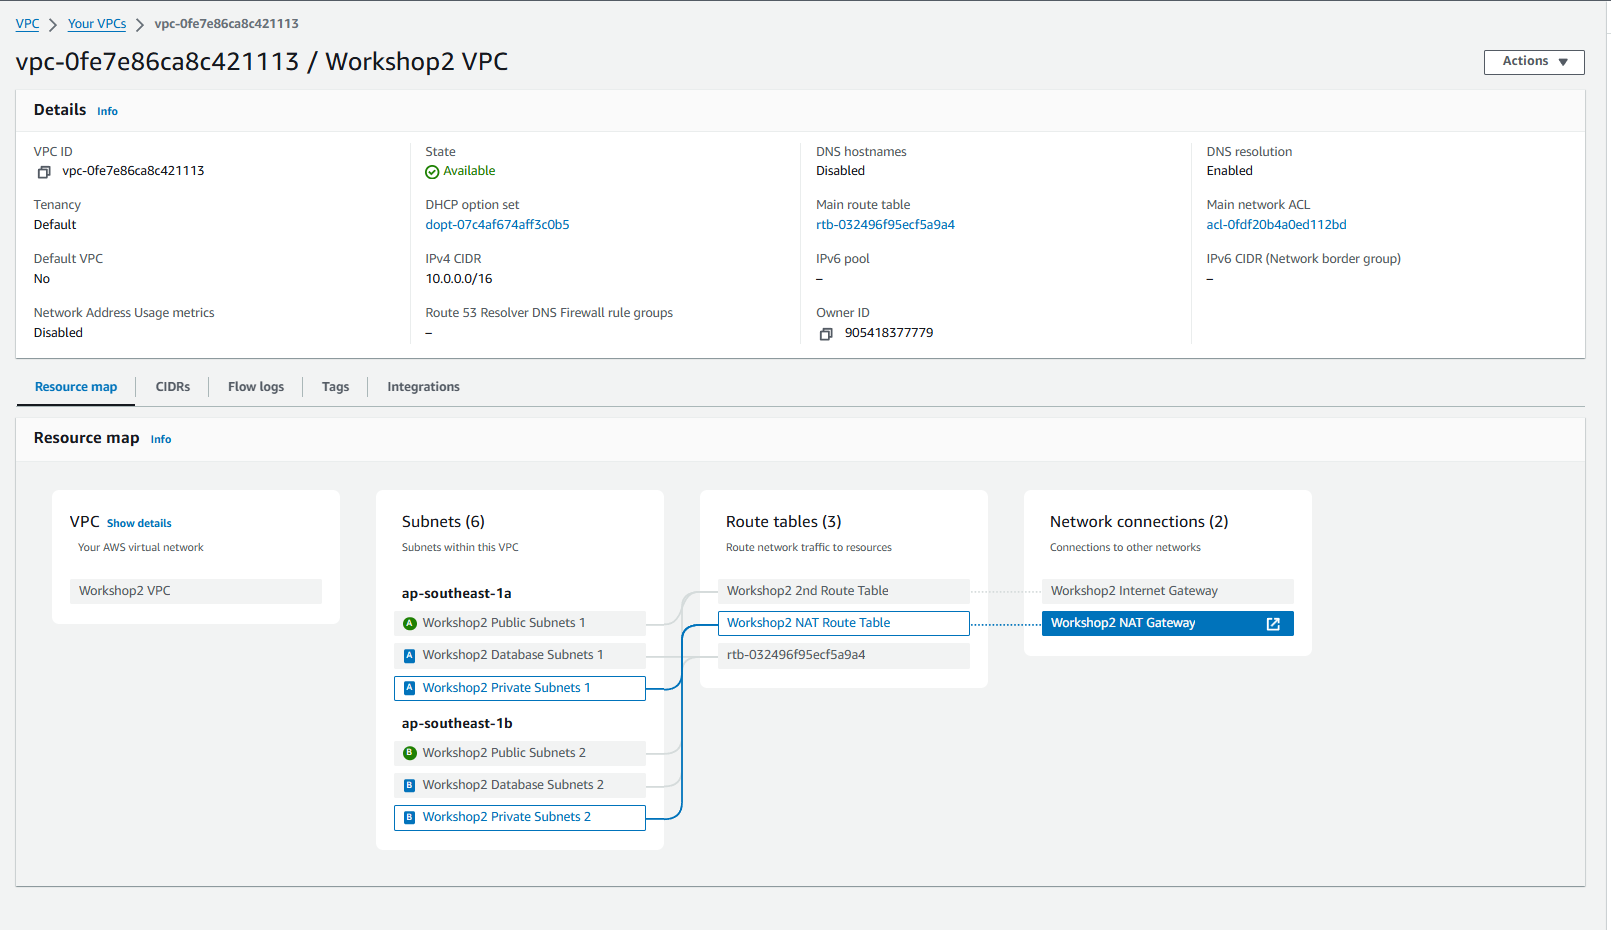 VPC > Your VPCs > vpc-0fe7e86ca8c421113
vpc-0fe7e86ca8c421113 / Workshop2 VPC
Actions ▼
Details Info
VPC ID
vpc-0fe7e86ca8c421113
State
Available
DNS hostnames
Disabled
DNS resolution
Enabled
Tenancy
Default
DHCP option set
dopt-07c4af674aff3c0b5
Main route table
rtb-032496f95ecf5a9a4
Main network ACL
acl-0fdf20b4a0ed112bd
Default VPC
No
IPv4 CIDR
10.0.0.0/16
IPv6 pool
–
IPv6 CIDR (Network border group)
–
Network Address Usage metrics
Disabled
Route 53 Resolver DNS Firewall rule groups
–
Owner ID
905418377779
Resource map
CIDRs
Flow logs
Tags
Integrations
Resource map Info
VPC Show details
Your AWS virtual network
Workshop2 VPC
Subnets (6)
Subnets within this VPC
ap-southeast-1a
A Workshop2 Public Subnets 1
A Workshop2 Database Subnets 1
A Workshop2 Private Subnets 1
ap-southeast-1b
B Workshop2 Public Subnets 2
B Workshop2 Database Subnets 2
B Workshop2 Private Subnets 2
Route tables (3)
Route network traffic to resources
Workshop2 2nd Route Table
Workshop2 NAT Route Table
rtb-032496f95ecf5a9a4
Network connections (2)
Connections to other networks
Workshop2 Internet Gateway
Workshop2 NAT Gateway